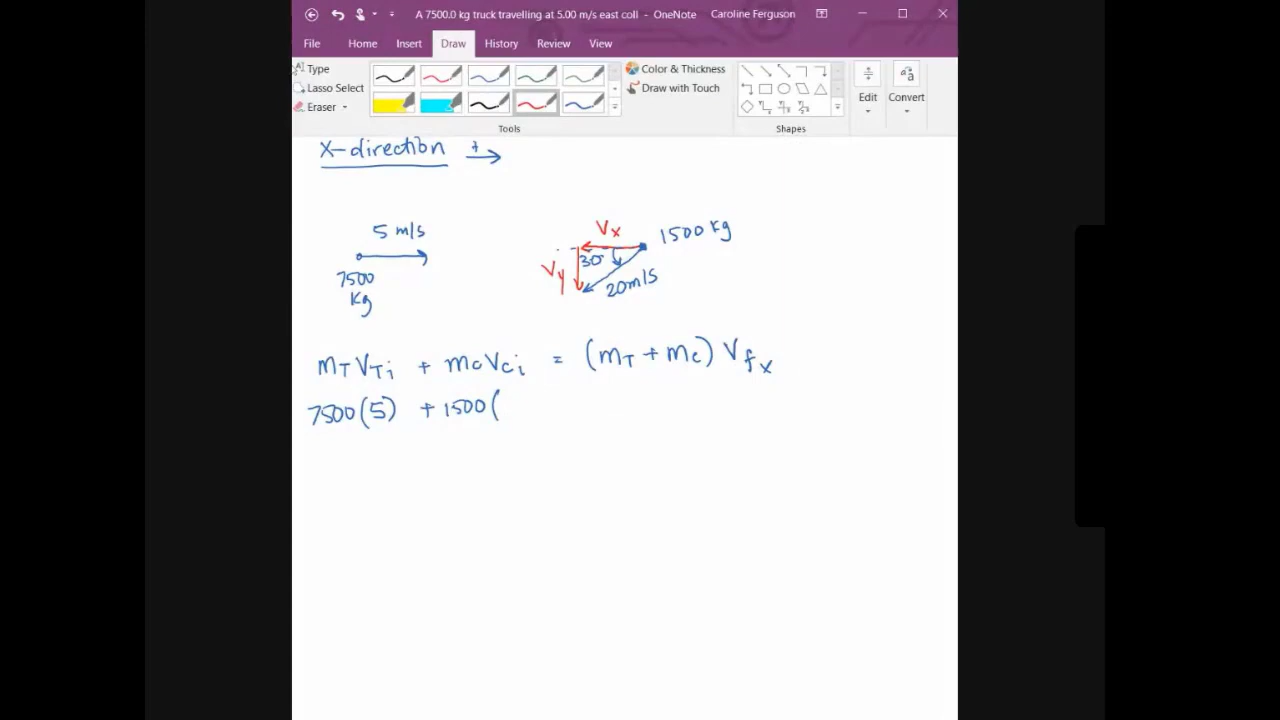 A 7500.0 kg truck travelling at 5.00 m/s east coll - OneNote Caroline Ferguson
File Home Insert Draw History Review View
Type
Lasso Select
Eraser
Color & Thickness
Draw with Touch
Edit Convert
Tools Shapes
X-direction +
5 m/s
7500
kg
Vx
1500 kg
30°
Vy
20m/s
mTVTi + mcVci = (mT + mc) Vfx
7500(5) + 1500(